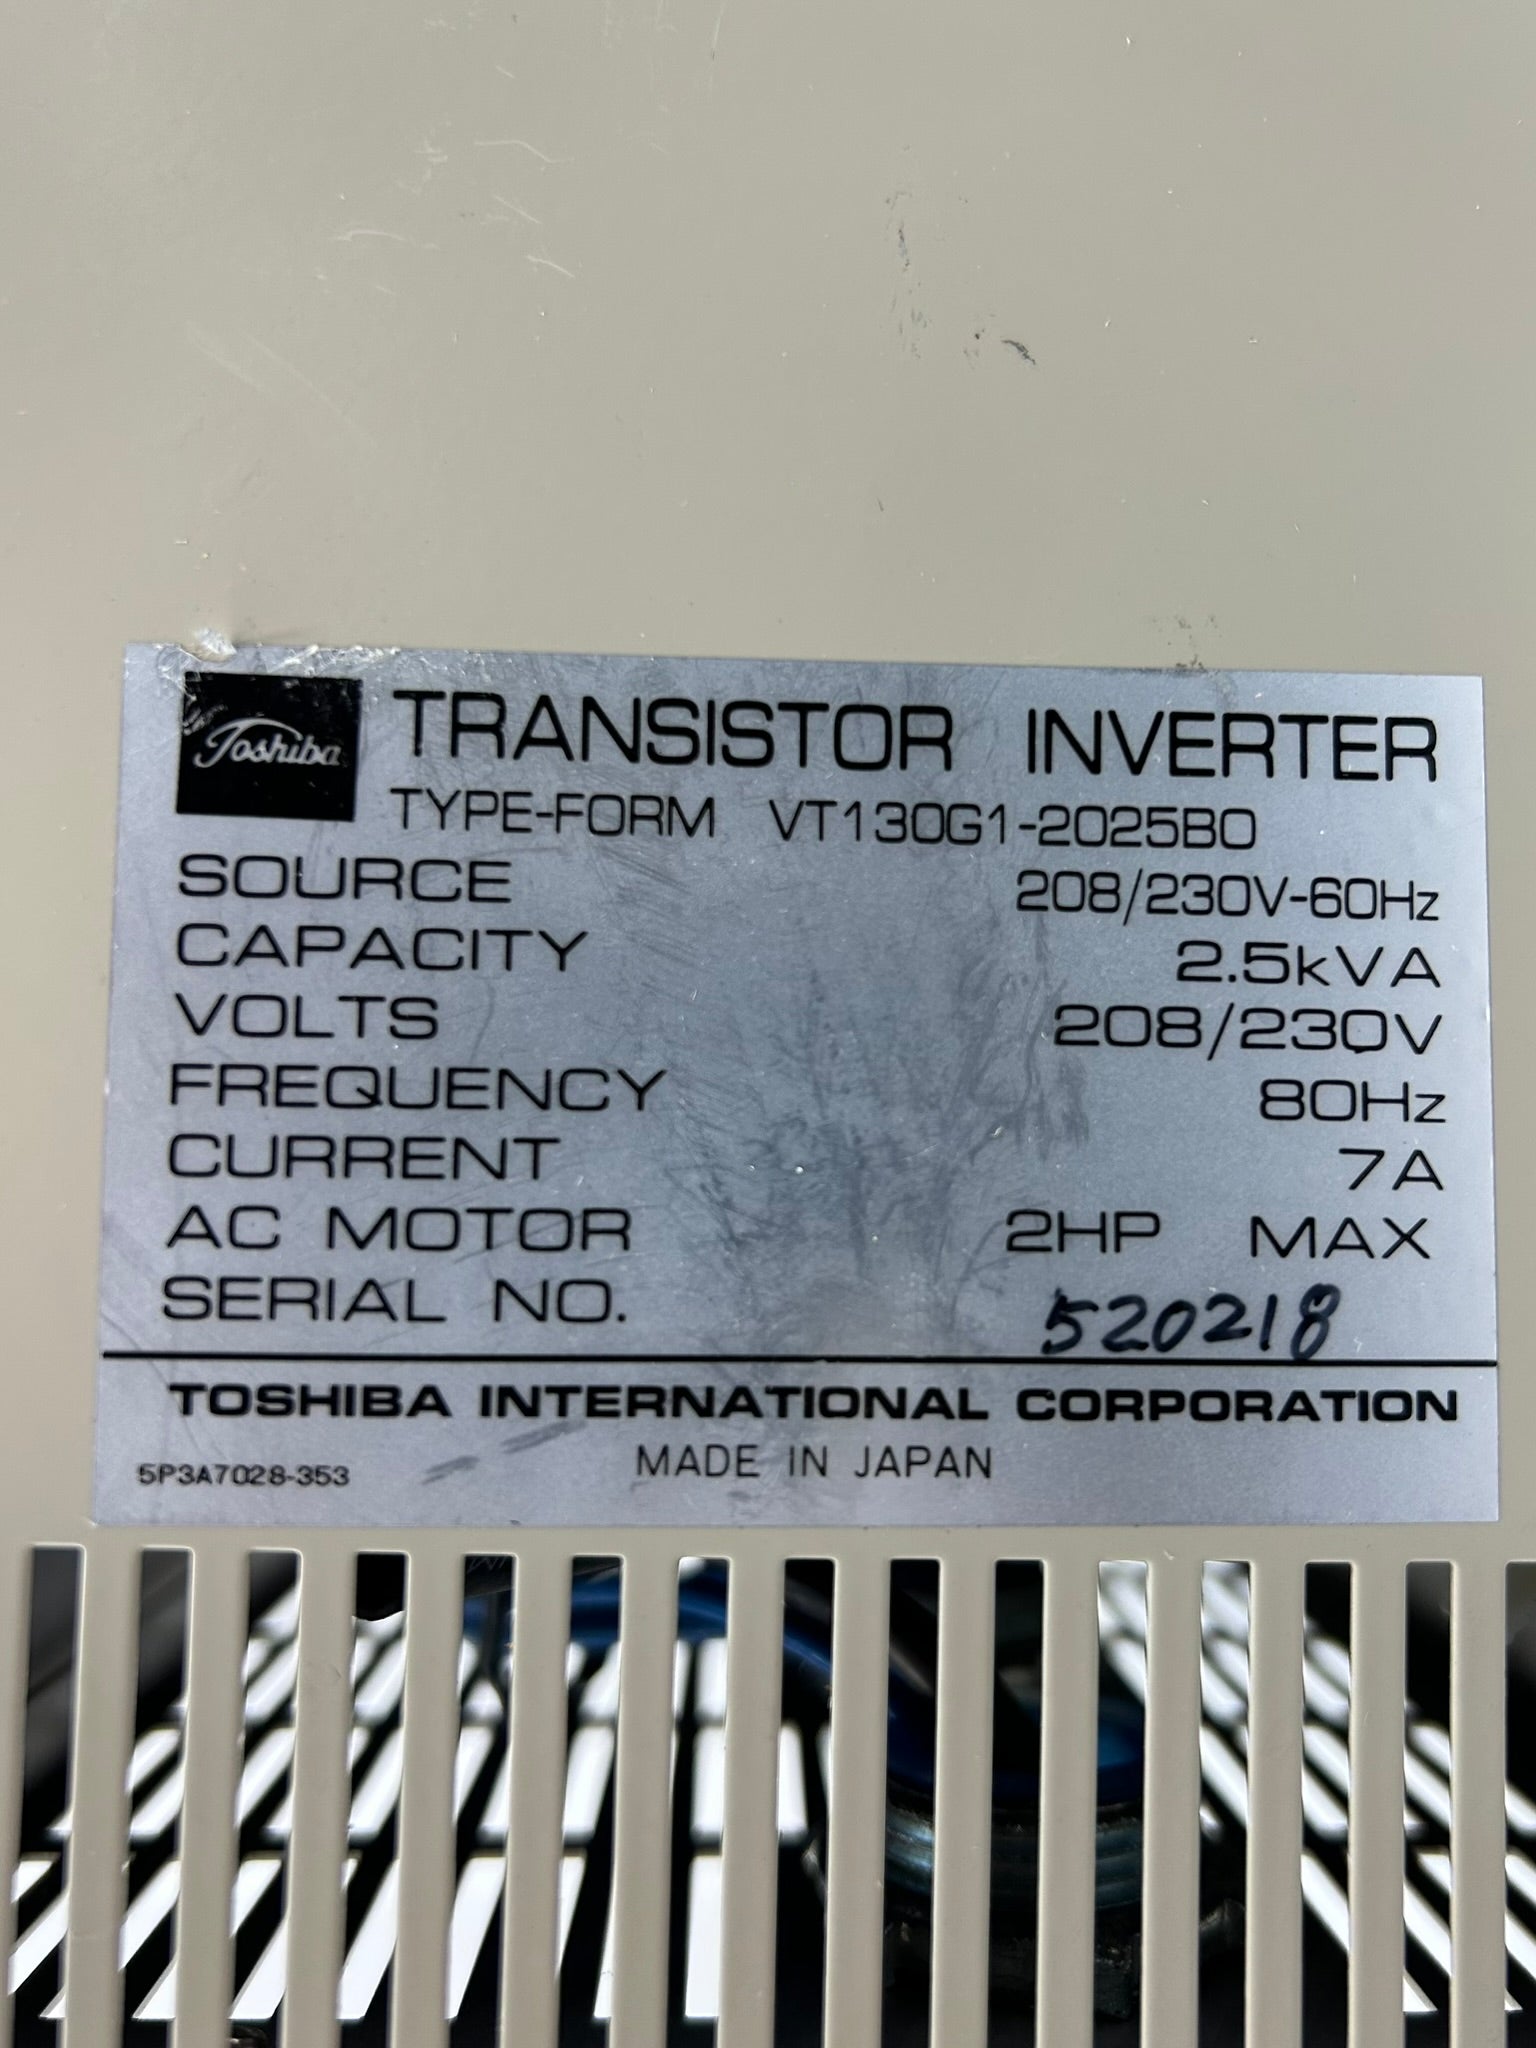 Toshiba
TRANSISTOR INVERTER
TYPE-FORM VT130G1-2025B0
SOURCE 208/230V-60Hz
CAPACITY 2.5kVA
VOLTS 208/230V
FREQUENCY 80Hz
CURRENT 7A
AC MOTOR 2HP MAX
SERIAL NO. 520218
TOSHIBA INTERNATIONAL CORPORATION
MADE IN JAPAN
5P3A7028-353